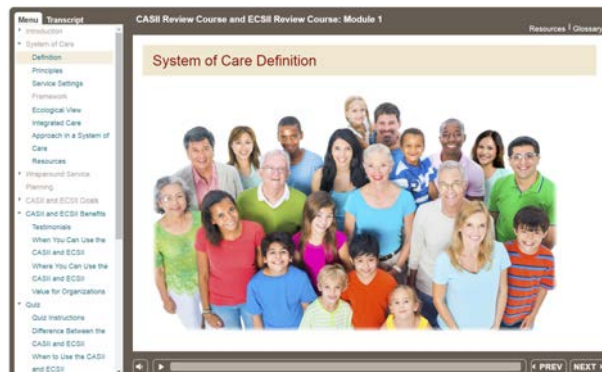 Menu Transcript
CASII Review Course and ECSII Review Course: Module 1
Resources Glossary
Introduction
System of Care
Definition
Principles
Service Settings
Framework
Ecological View
Integrated Care
Approach in a System of
Care
Resources
Wraparound Service
Planning
CASII and ECSII Goals
CASII and ECSII Benefits
Testimonials
When You Can Use the
CASII and ECSII
Where You Can Use the
CASII and ECSII
Value for Organizations
Quiz
Quiz Instructions
Difference Between the
CASII and ECSII
When to Use the CASII
and ECSII
System of Care Definition
PREV NEXT